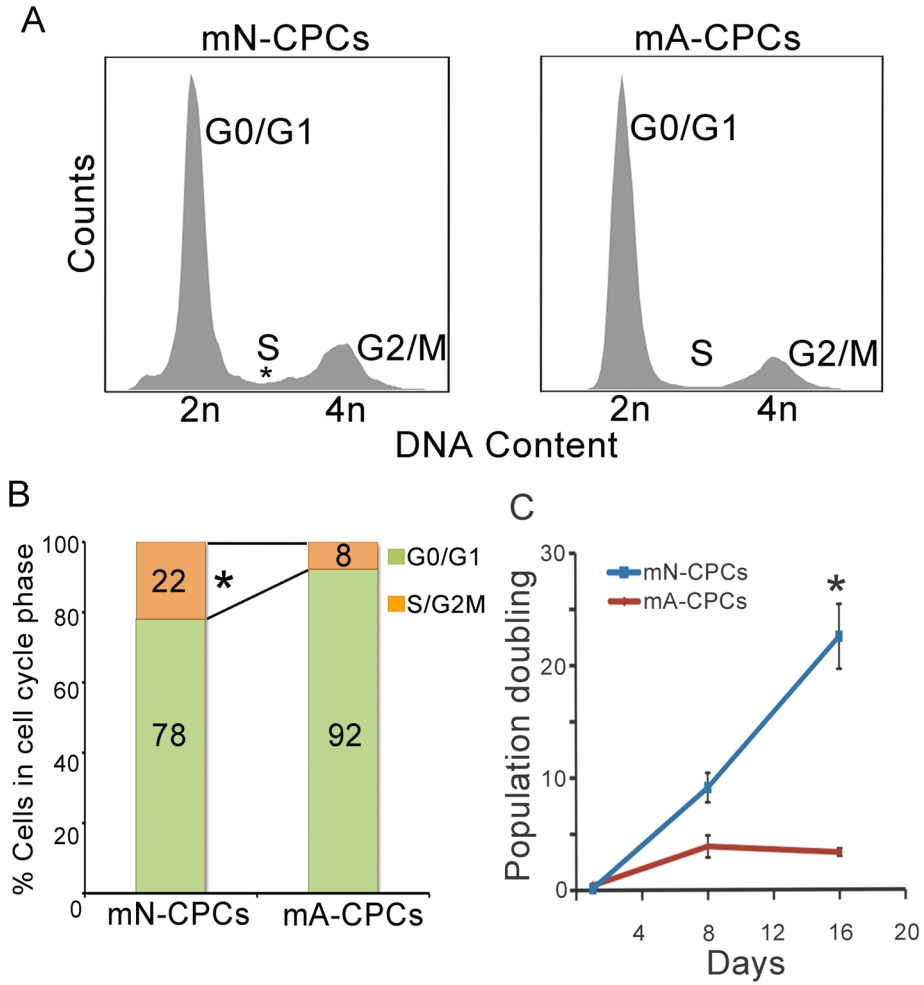 A
mN-CPCs
mA-CPCs
Counts
G0/G1
G0/G1
S
*
G2/M
S
G2/M
2n
4n
2n
4n
DNA Content
B
% Cells in cell cycle phase
100
80
60
40
20
0
22
*
8
78
92
G0/G1
S/G2M
mN-CPCs
mA-CPCs
C
Population doubling
30
20
10
0
mN-CPCs
mA-CPCs
*
4
8
12
16
20
Days